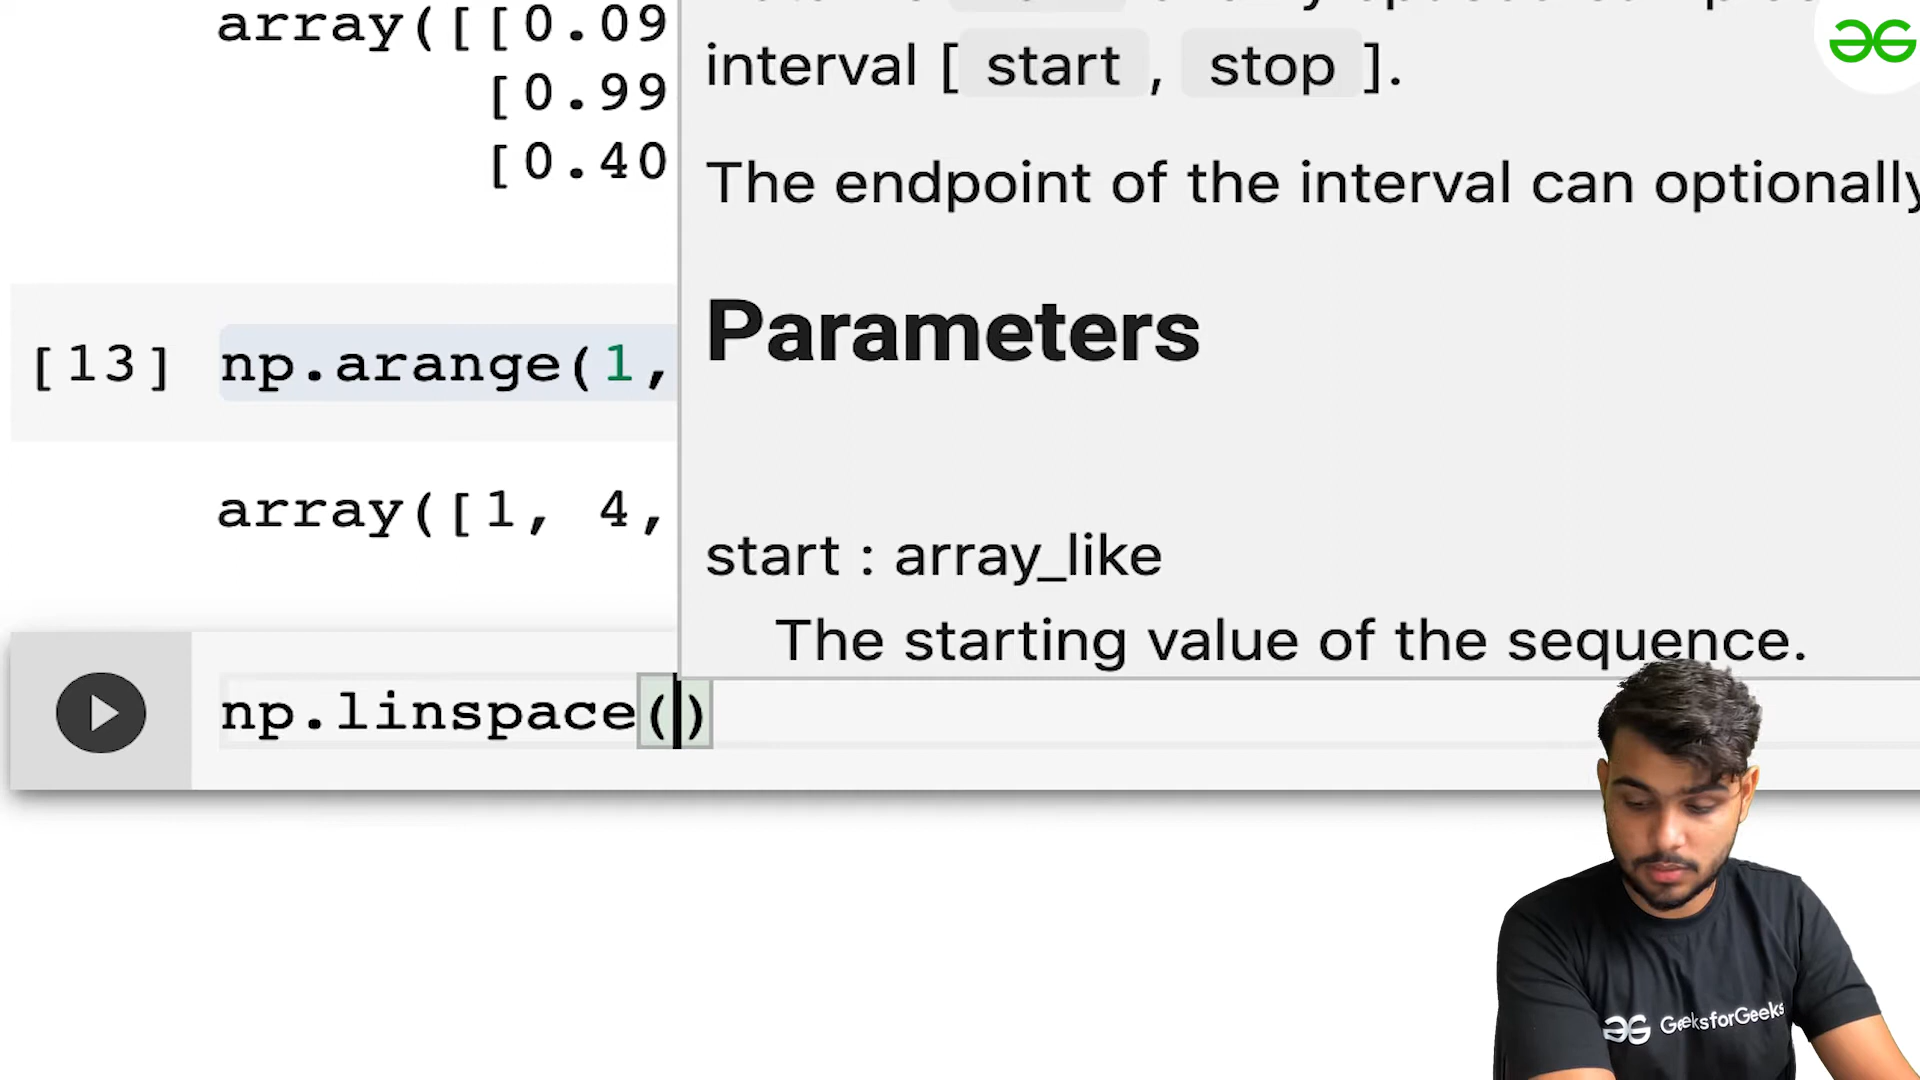 array([[0.09
[0.99
[0.40
interval [ start , stop ].
The endpoint of the interval can optionally
Parameters
[13] np.arange(1,
array([1, 4,
start : array_like
The starting value of the sequence.
np.linspace()
GeeksforGeeks